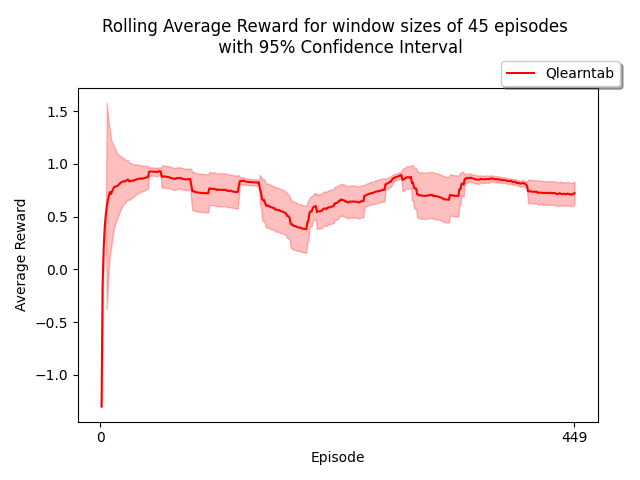 Rolling Average Reward for window sizes of 45 episodes
with 95% Confidence Interval
Qlearntab
1.5
1.0
0.5
0.0
−0.5
−1.0
Average Reward
0
449
Episode